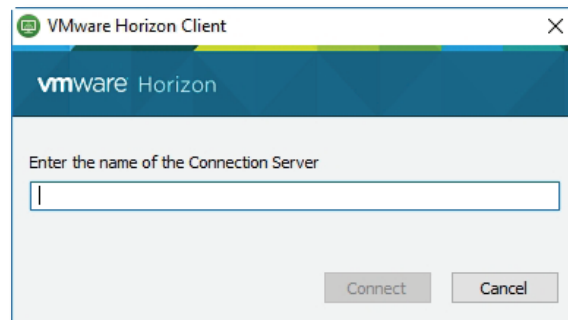 VMware Horizon Client
vmware Horizon
Enter the name of the Connection Server
Connect
Cancel